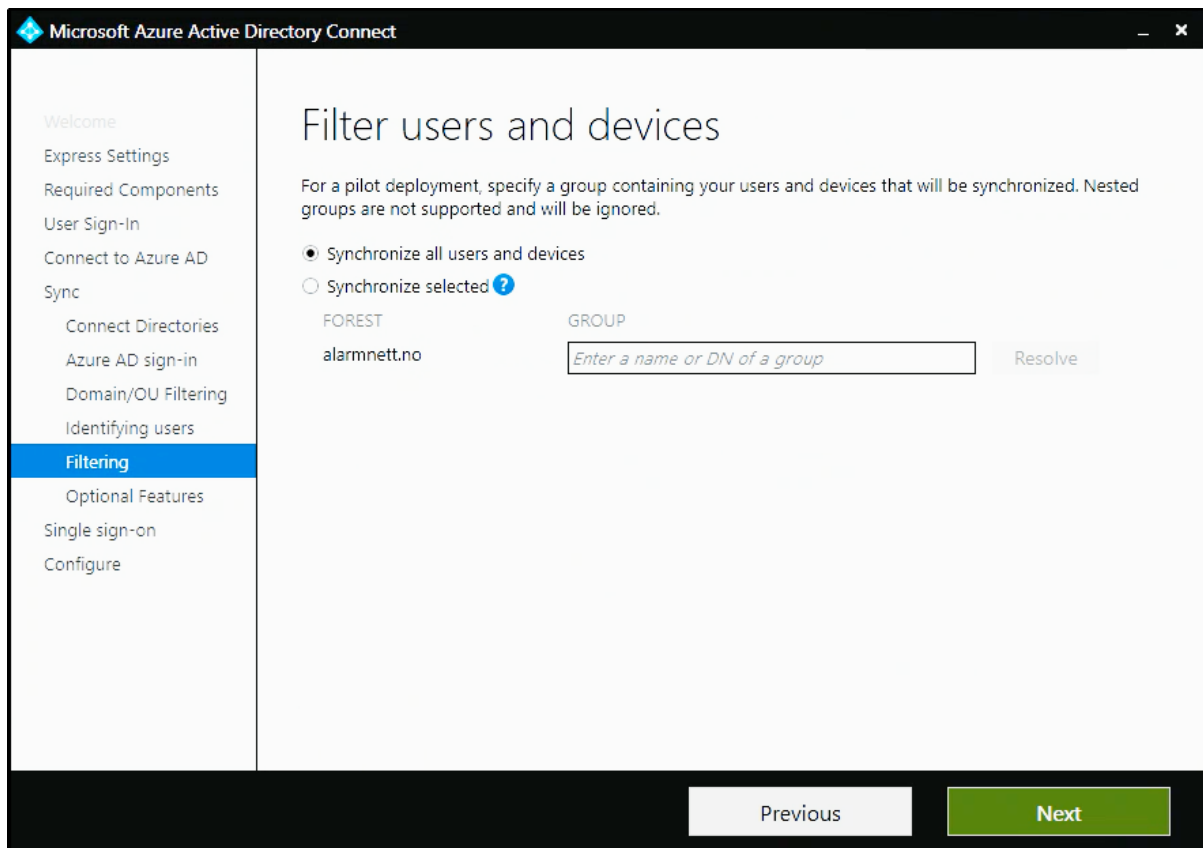 Microsoft Azure Active Directory Connect
Welcome
Express Settings
Required Components
User Sign-In
Connect to Azure AD
Sync
Connect Directories
Azure AD sign-in
Domain/OU Filtering
Identifying users
Filtering
Optional Features
Single sign-on
Configure
Filter users and devices
For a pilot deployment, specify a group containing your users and devices that will be synchronized. Nested
groups are not supported and will be ignored.
Synchronize all users and devices
Synchronize selected ?
FOREST GROUP
alarmnett.no Enter a name or DN of a group Resolve
Previous Next